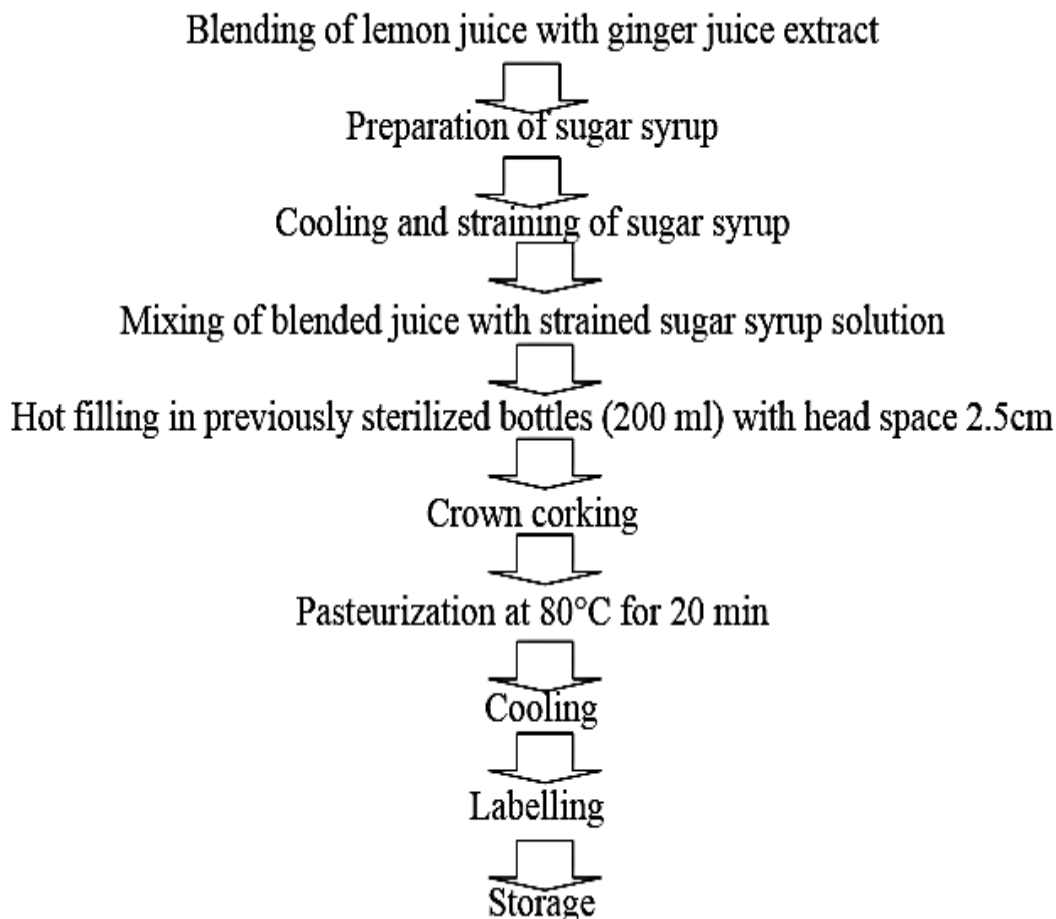 Blending of lemon juice with ginger juice extract
Preparation of sugar syrup
Cooling and straining of sugar syrup
Mixing of blended juice with strained sugar syrup solution
Hot filling in previously sterilized bottles (200 ml) with head space 2.5cm
Crown corking
Pasteurization at 80°C for 20 min
Cooling
Labelling
Storage